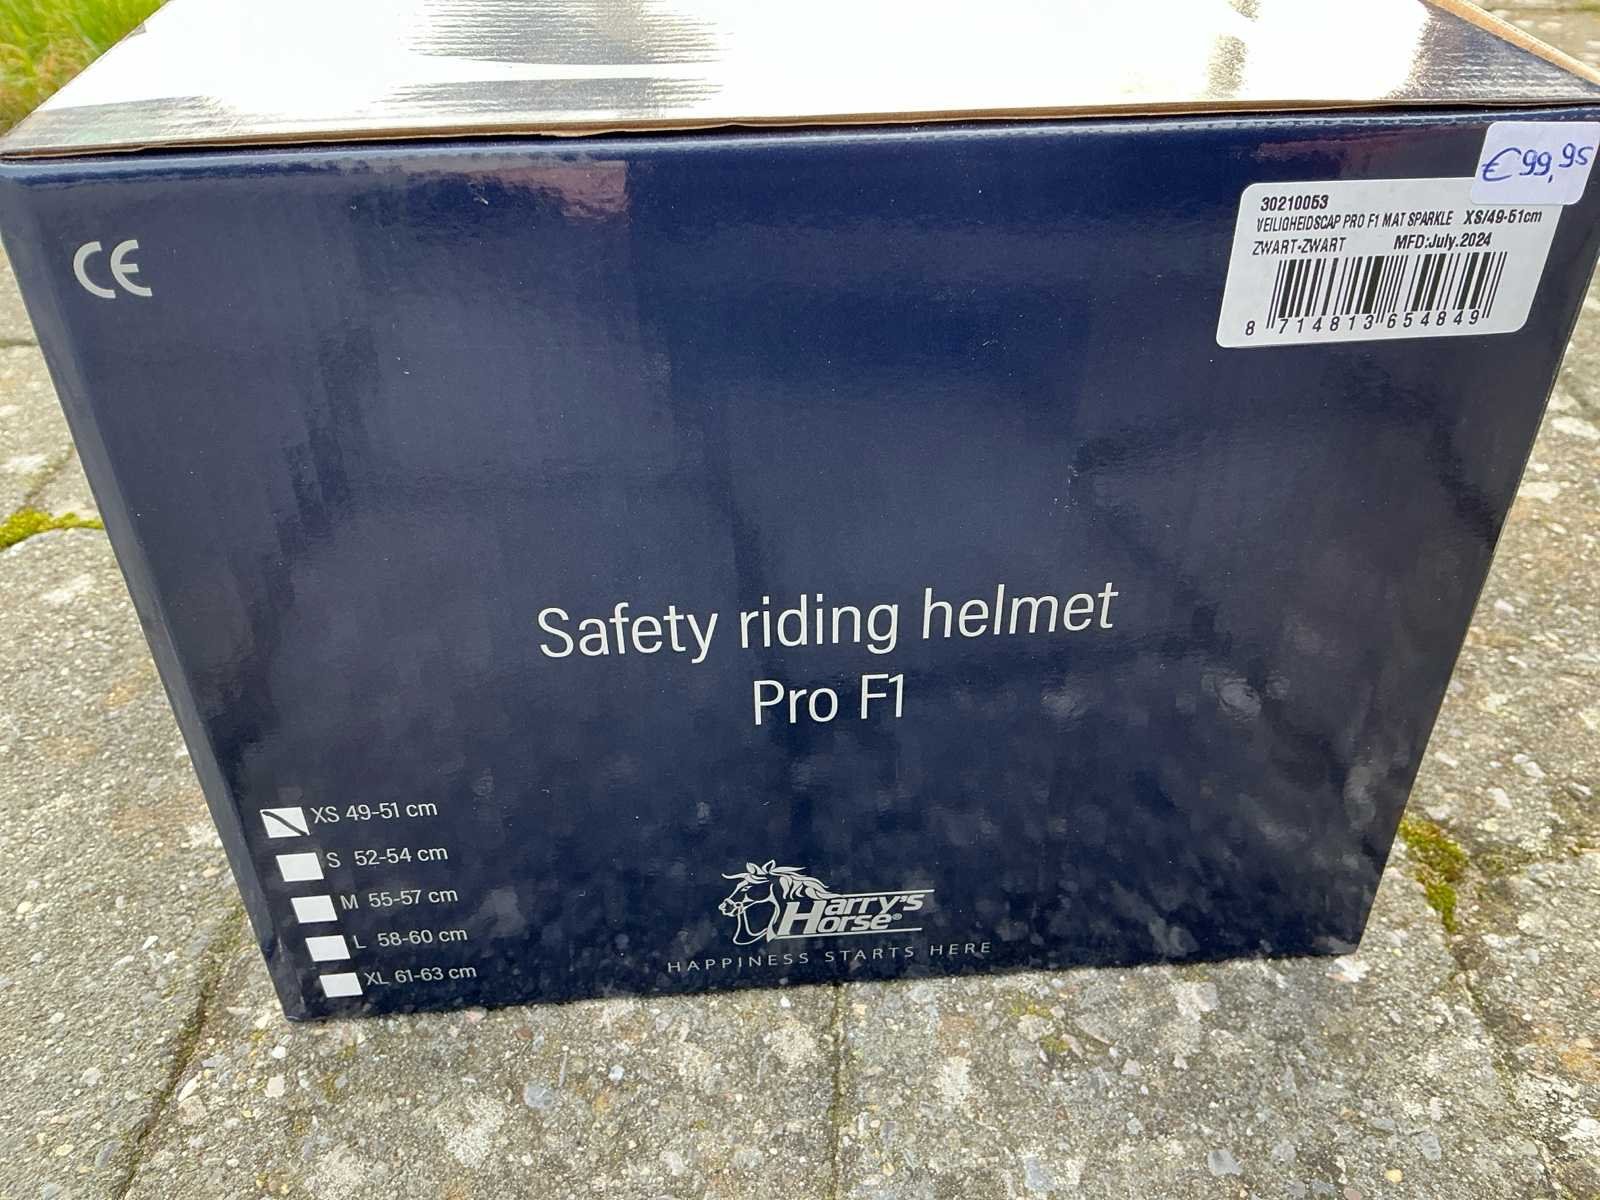 €99,95
30210053
VEILIGHEIDSCAP PRO F1 MAT SPARKLE XS/49-51cm
ZWART-ZWART MFD:July.2024
8 714813 654849
CE
Safety riding helmet
Pro F1
XS 49-51 cm
S 52-54 cm
M 55-57 cm
L 58-60 cm
XL 61-63 cm
Harry's
Horse®
HAPPINESS STARTS HERE